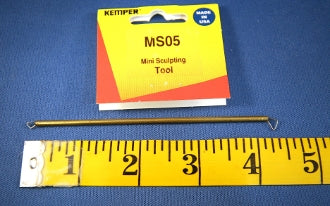 KEMPER
MADE IN
USA
MS05
Mini Sculpting
Tool
1 2 3 4 5